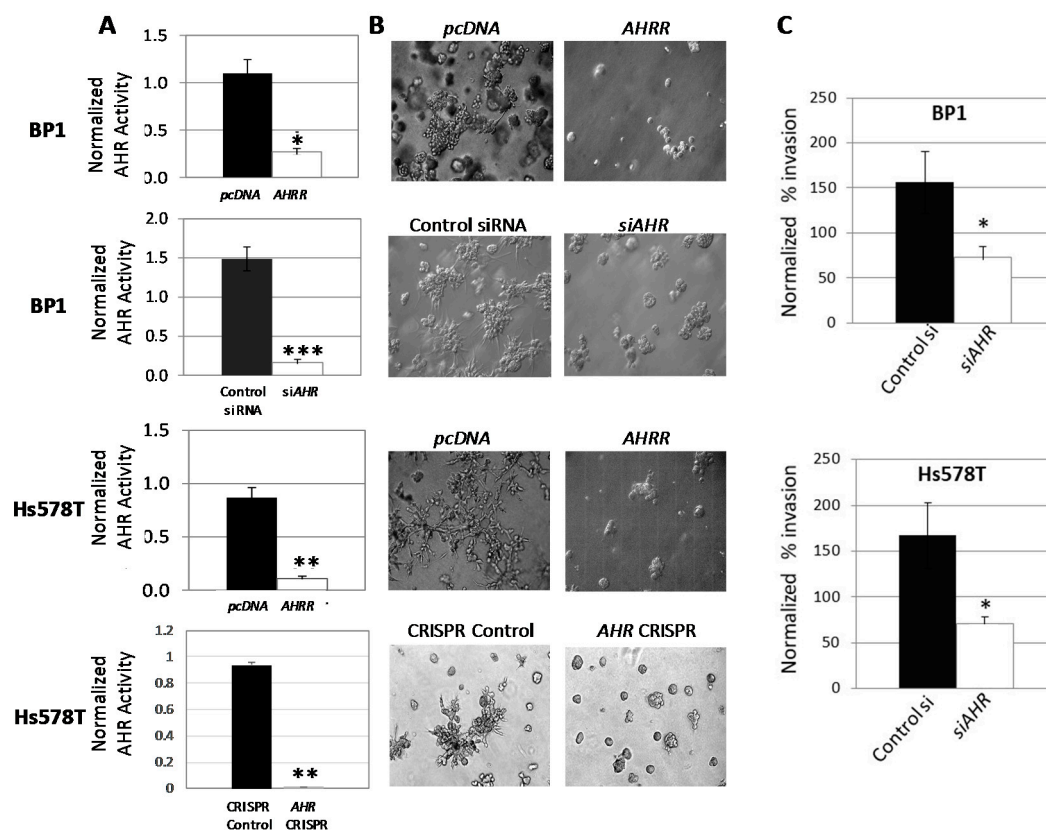 A
B
C
BP1
Normalized
AHR Activity
1.5
1.0
0.5
0.0
*
pcDNA AHRR
pcDNA
AHRR
BP1
Normalized
AHR Activity
2.0
1.5
1.0
0.5
0.0
***
Control
siRNA
siAHR
Control siRNA
siAHR
Hs578T
Normalized
AHR Activity
1.5
1.0
0.5
0.0
**
pcDNA AHRR
pcDNA
AHRR
Hs578T
Normalized
AHR Activity
1.2
1
0.8
0.6
0.4
0.2
0
**
CRISPR
Control
AHR
CRISPR
CRISPR Control
AHR CRISPR
Normalized % invasion
250
200
150
100
50
0
BP1
*
Control si
siAHR
Normalized % invasion
250
200
150
100
50
0
Hs578T
*
Control si
siAHR